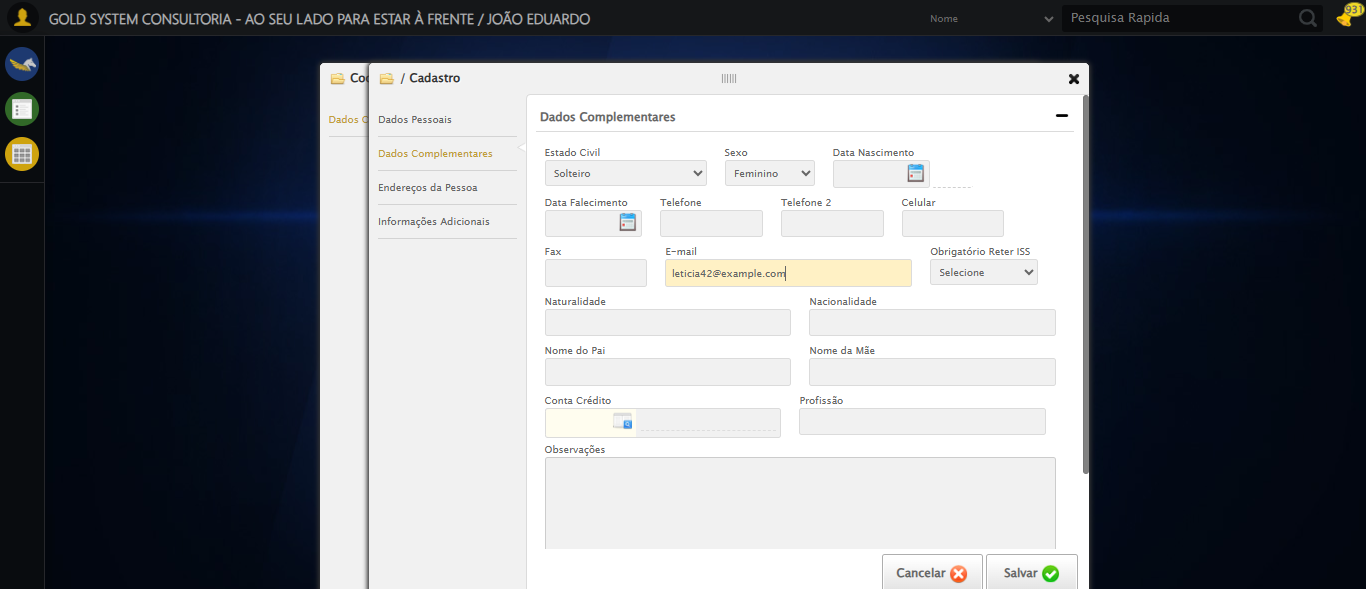 GOLD SYSTEM CONSULTORIA - AO SEU LADO PARA ESTAR À FRENTE / JOÃO EDUARDO
Nome
Pesquisa Rapida
931
/ Cadastro
Dados Pessoais
Dados Complementares
Endereços da Pessoa
Informações Adicionais
Dados Complementares
Estado Civil Sexo Data Nascimento
Solteiro Feminino
Data Falecimento Telefone Telefone 2 Celular
Fax E-mail Obrigatório Reter ISS
leticia42@example.com Selecione
Naturalidade Nacionalidade
Nome do Pai Nome da Mãe
Conta Crédito Profissão
Observações
Cancelar Salvar